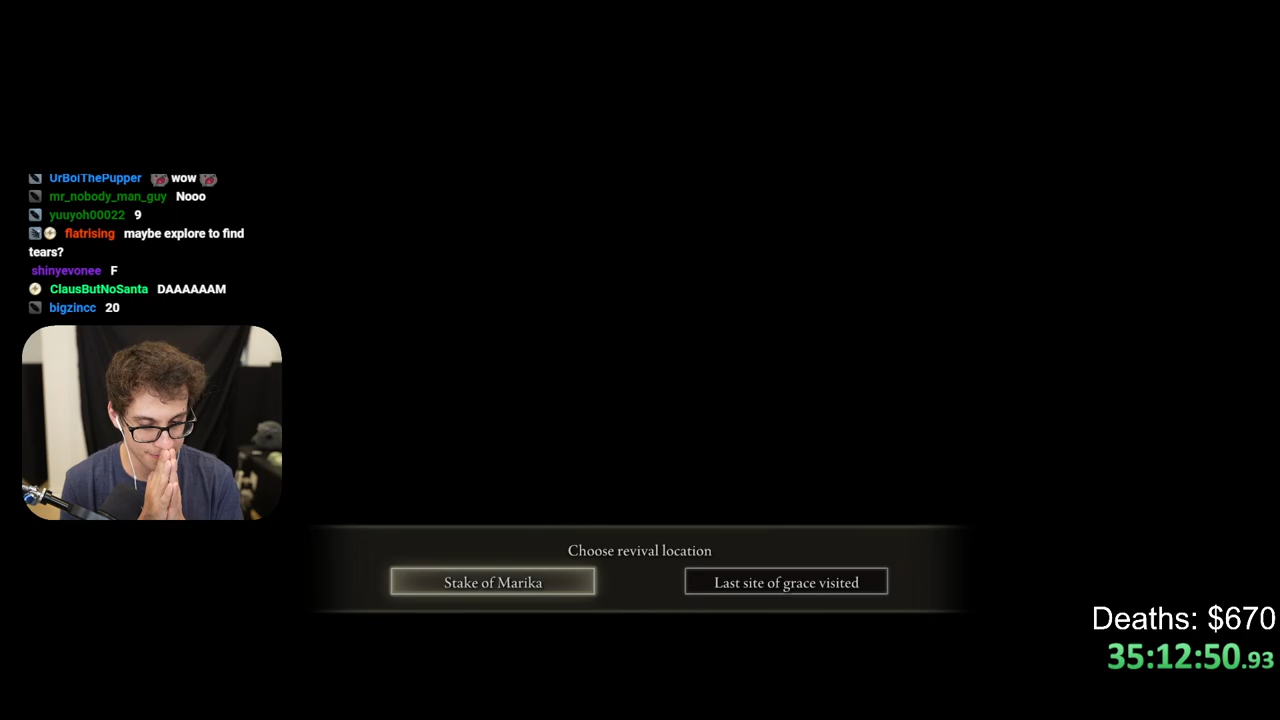 UrBoiThePupper wow
mr_nobody_man_guy Nooo
yuuyoh00022 9
flatrising maybe explore to find
tears?
shinyevonee F
ClausButNoSanta DAAAAAAM
bigzincc 20
Choose revival location
Stake of Marika
Last site of grace visited
Deaths: $670
35:12:50.93